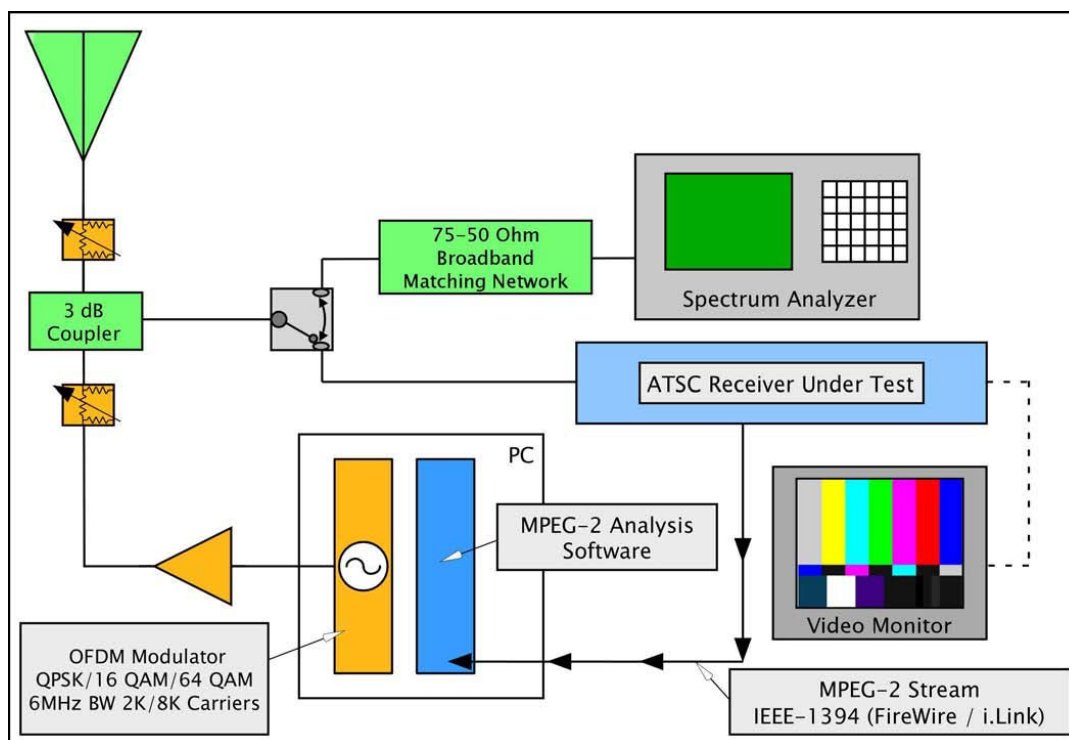 75-50 Ohm
Broadband
Matching Network
Spectrum Analyzer
3 dB
Coupler
ATSC Receiver Under Test
PC
MPEG-2 Analysis
Software
Video Monitor
OFDM Modulator
QPSK/16 QAM/64 QAM
6MHz BW 2K/8K Carriers
MPEG-2 Stream
IEEE-1394 (FireWire / i.Link)